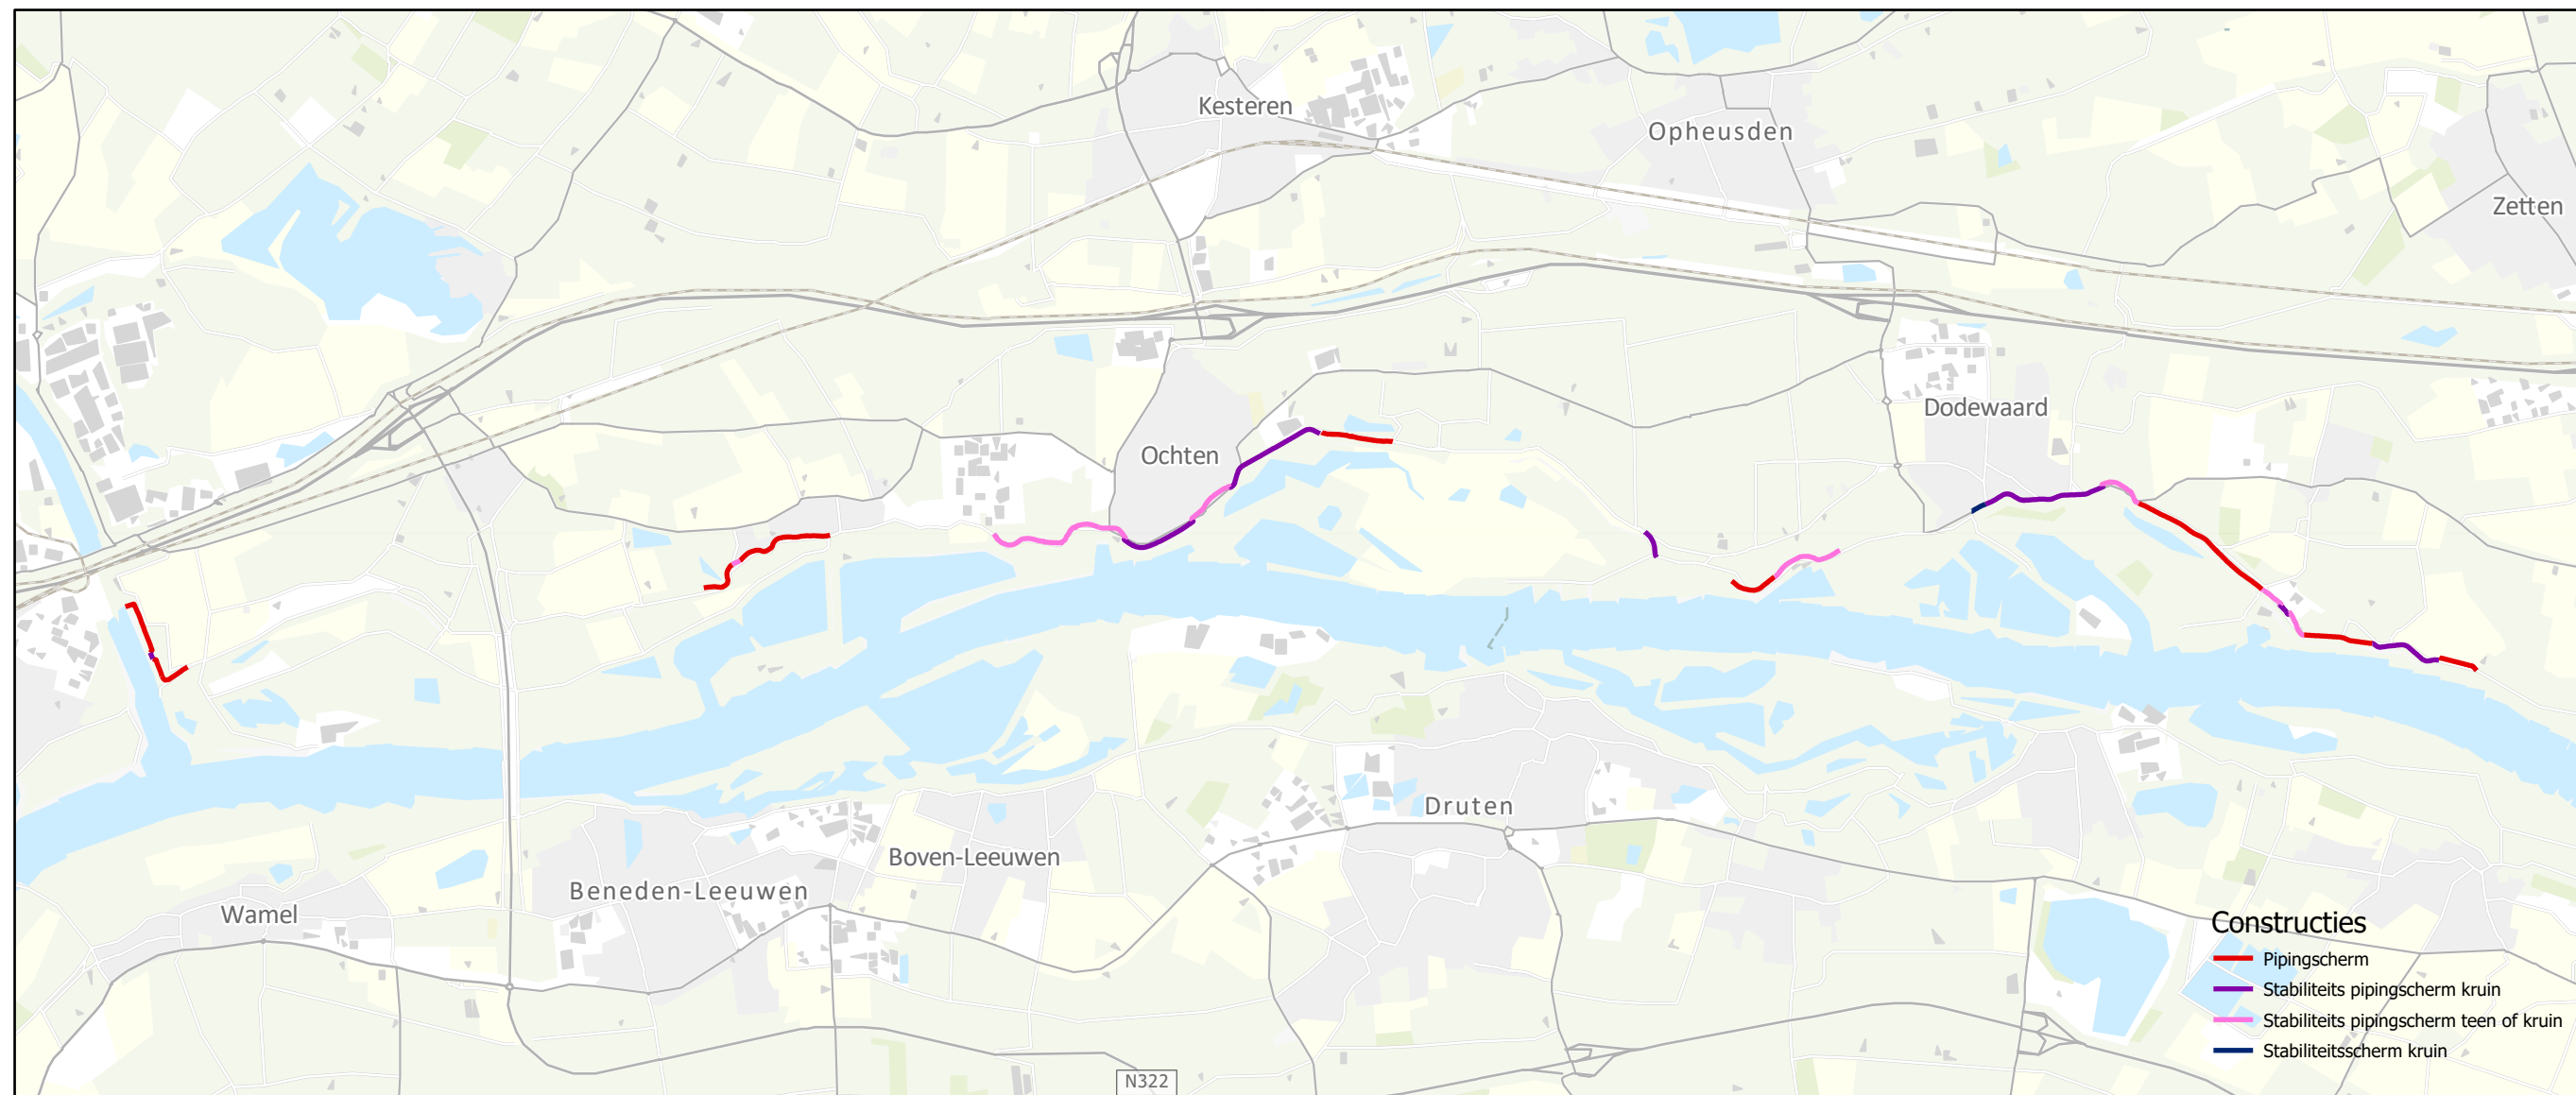 Kesteren
Opheusden
Zetten
Dodewaard
Ochten
Druten
Boven-Leeuwen
Beneden-Leeuwen
Wamel
N322
Constructies
Pipingscherm
Stabiliteits pipingscherm kruin
Stabiliteits pipingscherm teen of kruin
Stabiliteitsscherm kruin